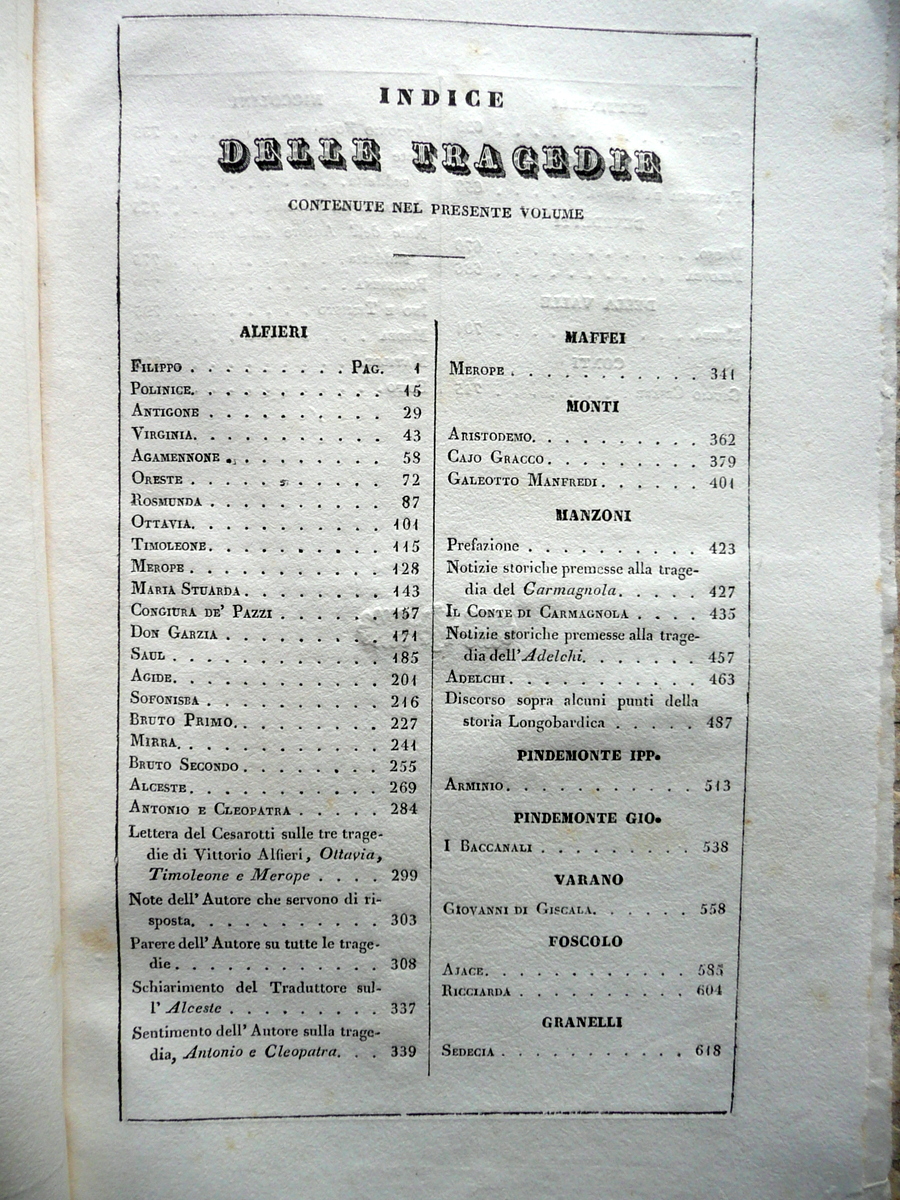 INDICE
DELLE TRAGEDIE
CONTENUTE NEL PRESENTE VOLUME
ALFIERI
FILIPPO . . . . . . . . . PAG. 1
POLINICE. . . . . . . . . . 15
ANTIGONE . . . . . . . . . 29
VIRGINIA. . . . . . . . . . 43
AGAMENNONE . . . . . . . . 58
ORESTE . . . . . . . . . . 72
ROSMUNDA . . . . . . . . . 87
OTTAVIA. . . . . . . . . . 101
TIMOLEONE. . . . . . . . . 115
MEROPE . . . . . . . . . . 128
MARIA STUARDA. . . . . . . 143
CONGIURA DE' PAZZI . . . . . 157
DON GARZIA . . . . . . . . 171
SAUL . . . . . . . . . . . 185
AGIDE. . . . . . . . . . . 201
SOFONISBA . . . . . . . . . 216
BRUTO PRIMO. . . . . . . . 227
MIRRA. . . . . . . . . . . 241
BRUTO SECONDO . . . . . . . 255
ALCESTE. . . . . . . . . . 269
ANTONIO E CLEOPATRA . . . . . 284
Lettera del Cesarotti sulle tre trage-
die di Vittorio Alfieri, Ottavia,
Timoleone e Merope . . . . 299
Note dell' Autore che servono di ri-
sposta. . . . . . . . . . 303
Parere dell' Autore su tutte le trage-
die . . . . . . . . . . . 308
Schiarimento del Traduttore sul-
l' Alceste . . . . . . . . 337
Sentimento dell' Autore sulla trage-
dia, Antonio e Cleopatra. . . 339
MAFFEI
MEROPE . . . . . . . . . . 341
MONTI
ARISTODEMO. . . . . . . . . 362
CAJO GRACCO. . . . . . . . 379
GALEOTTO MANFREDI. . . . . . 401
MANZONI
Prefazione . . . . . . . . . 423
Notizie storiche premesse alla trage-
dia del Carmagnola. . . . . 427
IL CONTE DI CARMAGNOLA . . . . 435
Notizie storiche premesse alla trage-
dia dell' Adelchi. . . . . . 457
ADELCHI . . . . . . . . . . 463
Discorso sopra alcuni punti della
storia Longobardica . . . . . 487
PINDEMONTE IPP.
ARMINIO. . . . . . . . . . 513
PINDEMONTE GIO.
I BACCANALI . . . . . . . . . 538
VARANO
GIOVANNI DI GISCALA. . . . . . 558
FOSCOLO
AJACE. . . . . . . . . . . 585
RICCIARDA . . . . . . . . . 604
GRANELLI
SEDECIA . . . . . . . . . . 618